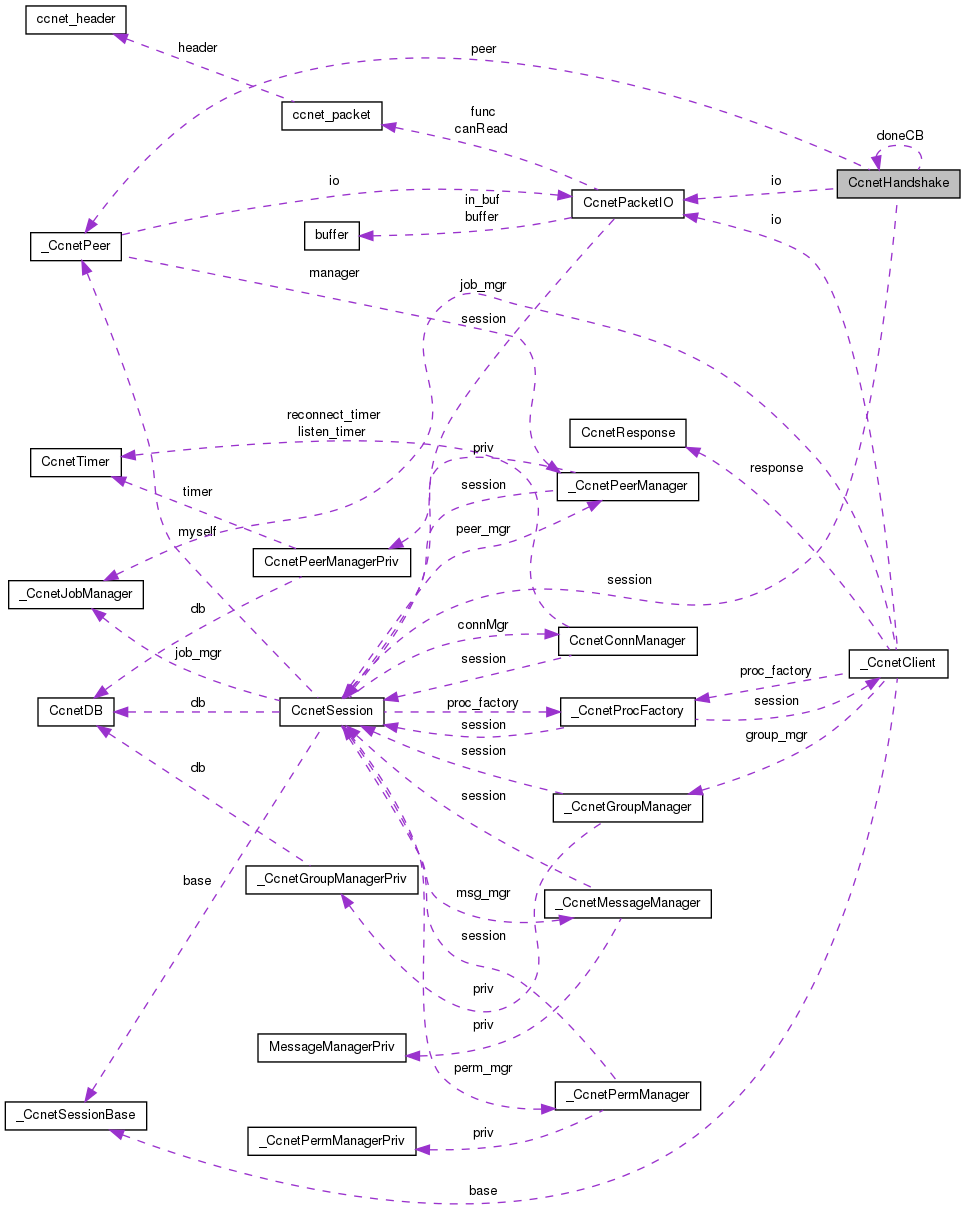 ccnet_header
header
peer
ccnet_packet
func
canRead
doneCB
CcnetHandshake
io
io
CcnetPacketIO
in_buf
buffer
io
buffer
_CcnetPeer
manager
job_mgr
session
reconnect_timer
listen_timer
CcnetResponse
CcnetTimer
priv
response
session
_CcnetPeerManager
timer
myself
peer_mgr
CcnetPeerManagerPriv
session
_CcnetJobManager
db
connMgr
CcnetConnManager
job_mgr
session
_CcnetClient
proc_factory
db
CcnetDB
CcnetSession
proc_factory
_CcnetProcFactory
session
session
group_mgr
session
db
session
_CcnetGroupManager
base
_CcnetGroupManagerPriv
msg_mgr
_CcnetMessageManager
session
priv
priv
MessageManagerPriv
perm_mgr
_CcnetPermManager
_CcnetSessionBase
_CcnetPermManagerPriv
priv
base